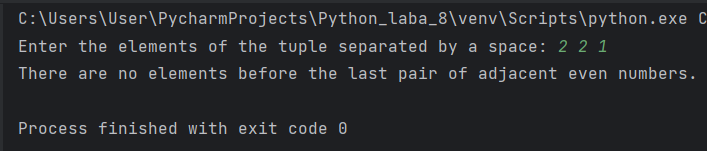 C:\Users\User\PycharmProjects\Python_laba_8\venv\Scripts\python.exe C
Enter the elements of the tuple separated by a space: 2 2 1
There are no elements before the last pair of adjacent even numbers.
Process finished with exit code 0